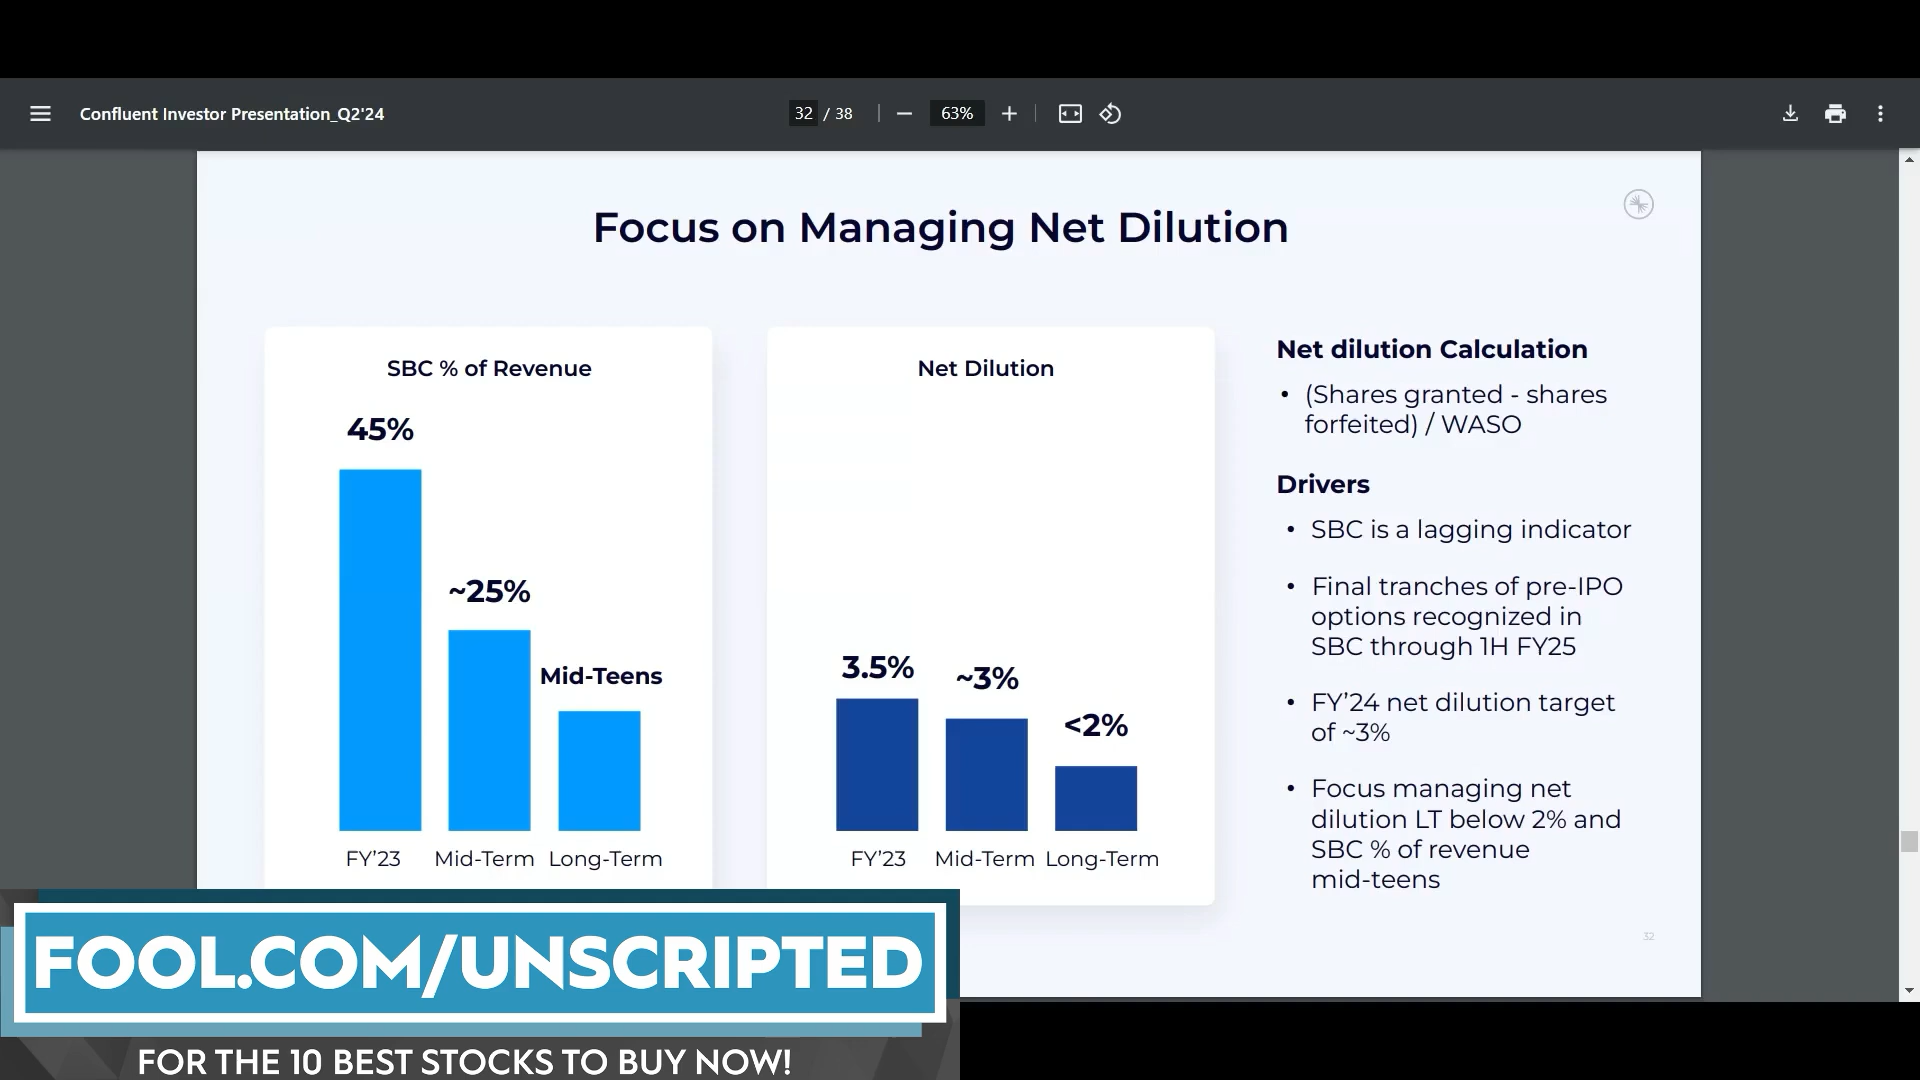 Confluent Investor Presentation_Q2'24
32 / 38
63%
Focus on Managing Net Dilution
SBC % of Revenue
45%
~25%
Mid-Teens
FY’23 Mid-Term Long-Term
Net Dilution
3.5%
~3%
<2%
FY’23 Mid-Term Long-Term
Net dilution Calculation
• (Shares granted - shares
forfeited) / WASO
Drivers
• SBC is a lagging indicator
• Final tranches of pre-IPO
options recognized in
SBC through 1H FY25
• FY’24 net dilution target
of ~3%
• Focus managing net
dilution LT below 2% and
SBC % of revenue
mid-teens
32
FOOL.COM/UNSCRIPTED
FOR THE 10 BEST STOCKS TO BUY NOW!